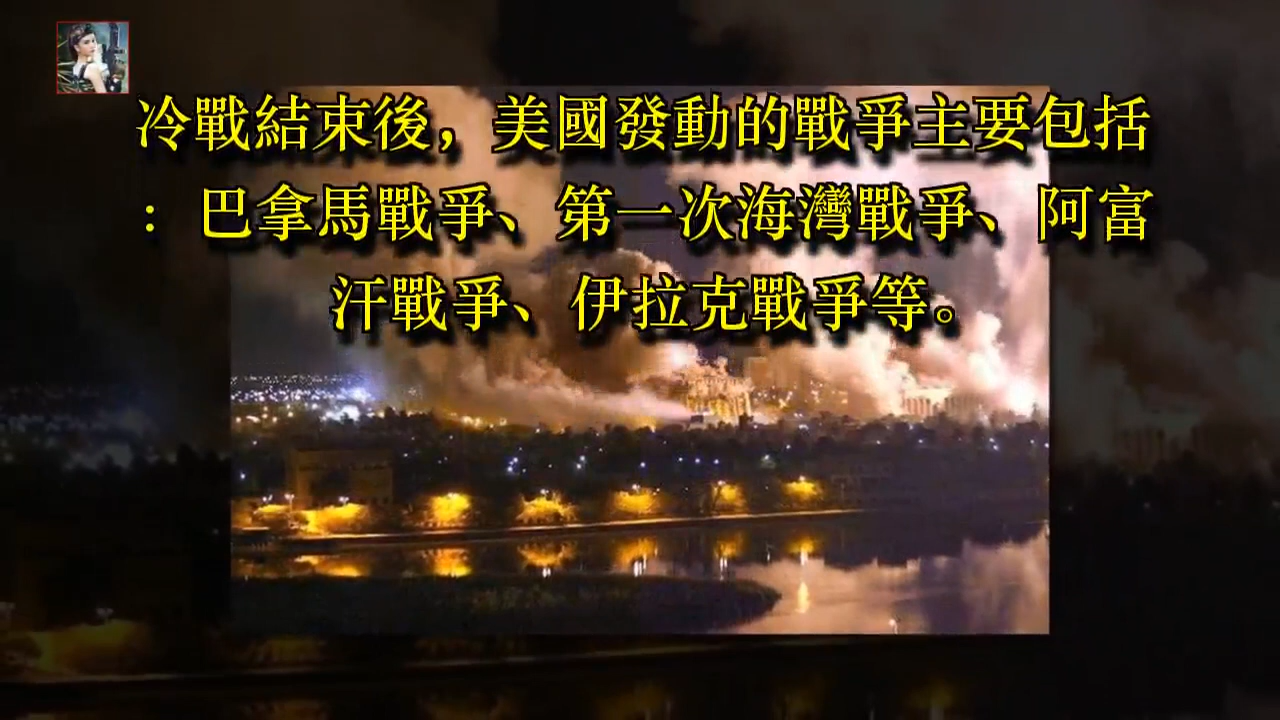 冷戰結束後，美國發動的戰爭主要包括
：巴拿馬戰爭、第一次海灣戰爭、阿富
汗戰爭、伊拉克戰爭等。